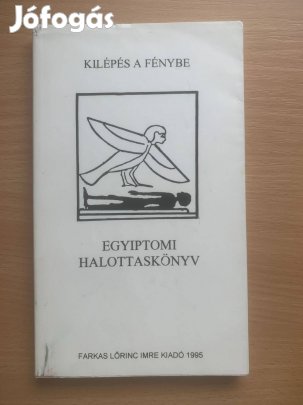 Jófogás
KILÉPÉS A FÉNYBE
EGYIPTOMI
HALOTTASKÖNYV
FARKAS LŐRINC IMRE KIADÓ 1995